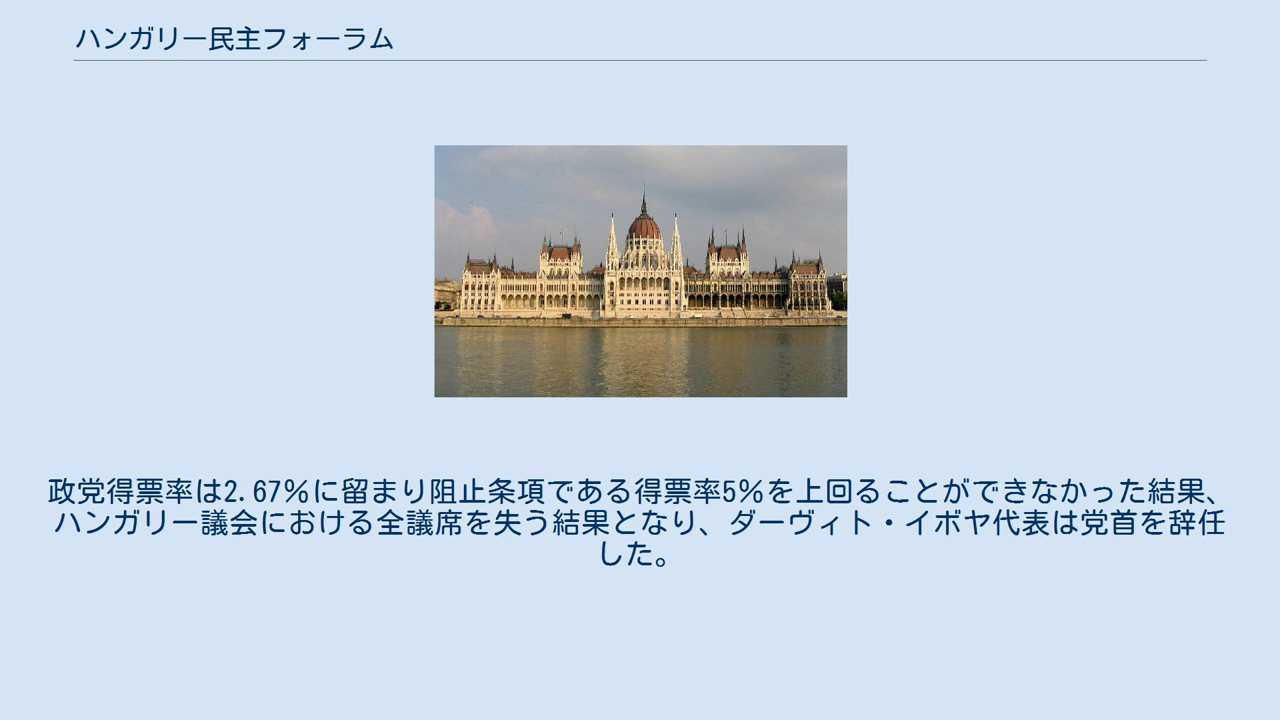 ハンガリー民主フォーラム
政党得票率は2.67%に留まり阻止条項である得票率5%を上回ることができなかった結果、
ハンガリー議会における全議席を失う結果となり、ダーヴィト・イボヤ代表は党首を辞任
した。